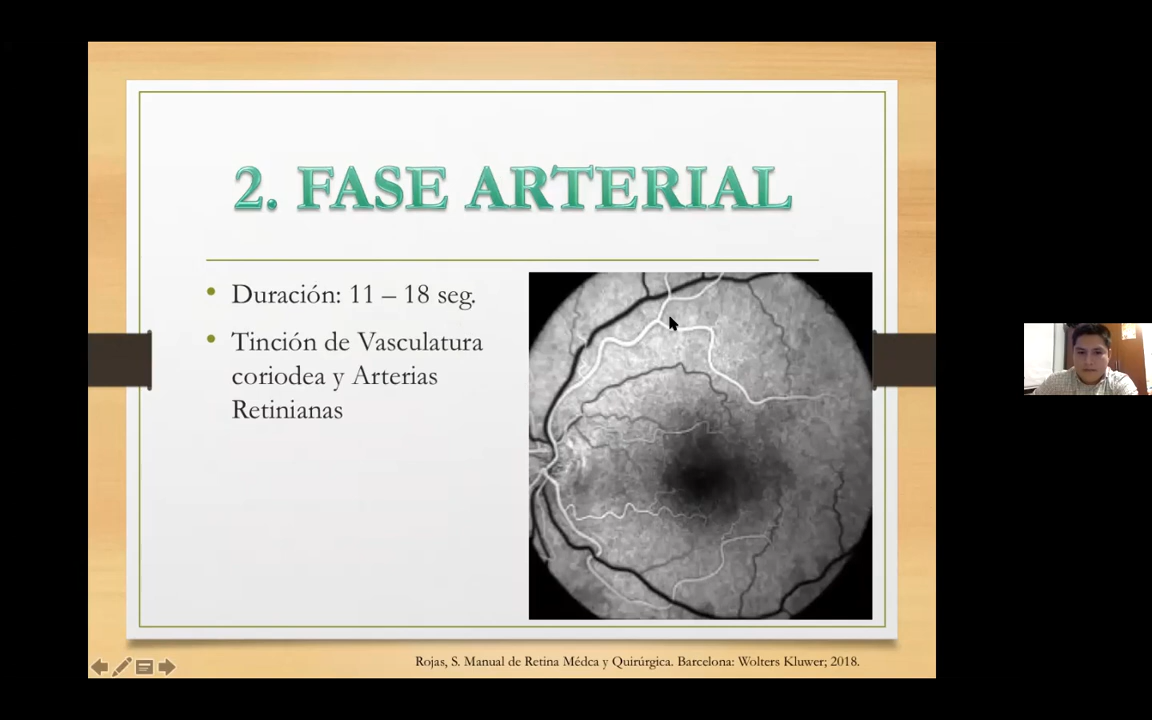 2. FASE ARTERIAL
• Duración: 11 – 18 seg.
• Tinción de Vasculatura
coriodea y Arterias
Retinianas
Rojas, S. Manual de Retina Médca y Quirúrgica. Barcelona: Wolters Kluwer; 2018.